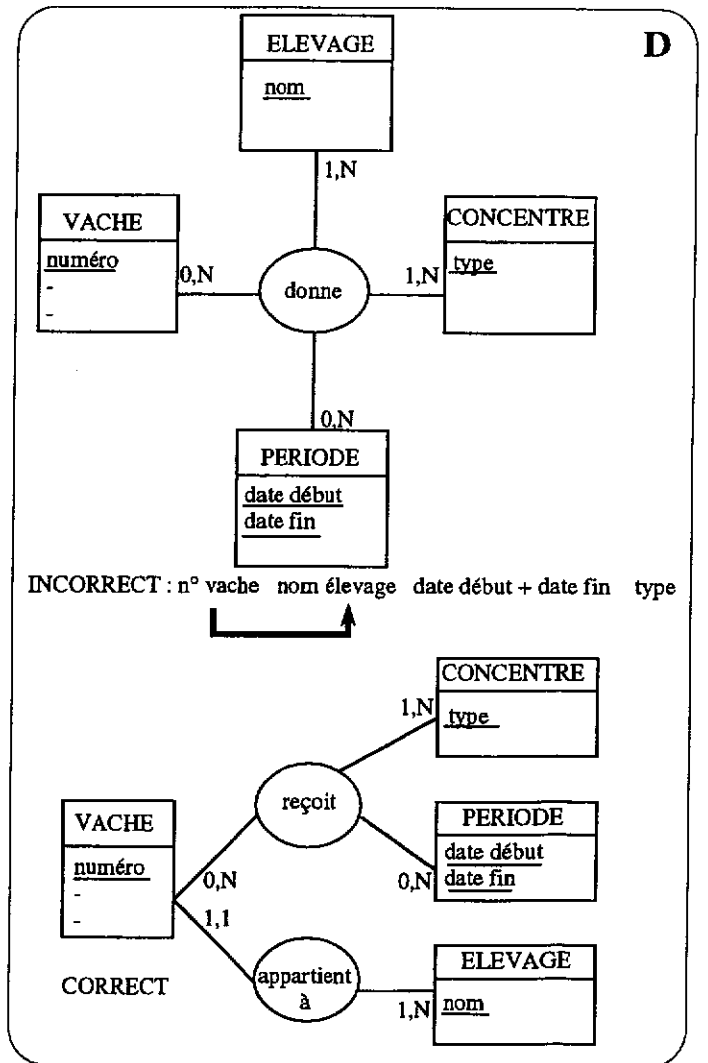 D
ELEVAGE
nom
1,N
VACHE
numéro
-
-
0,N
donne
1,N
CONCENTRE
type
0,N
PERIODE
date début
date fin
INCORRECT : n° vache nom élevage date début + date fin type
CONCENTRE
type
1,N
reçoit
VACHE
numéro
-
-
0,N
1,1
PERIODE
date début
date fin
0,N
CORRECT
appartient
à
1,N
ELEVAGE
nom